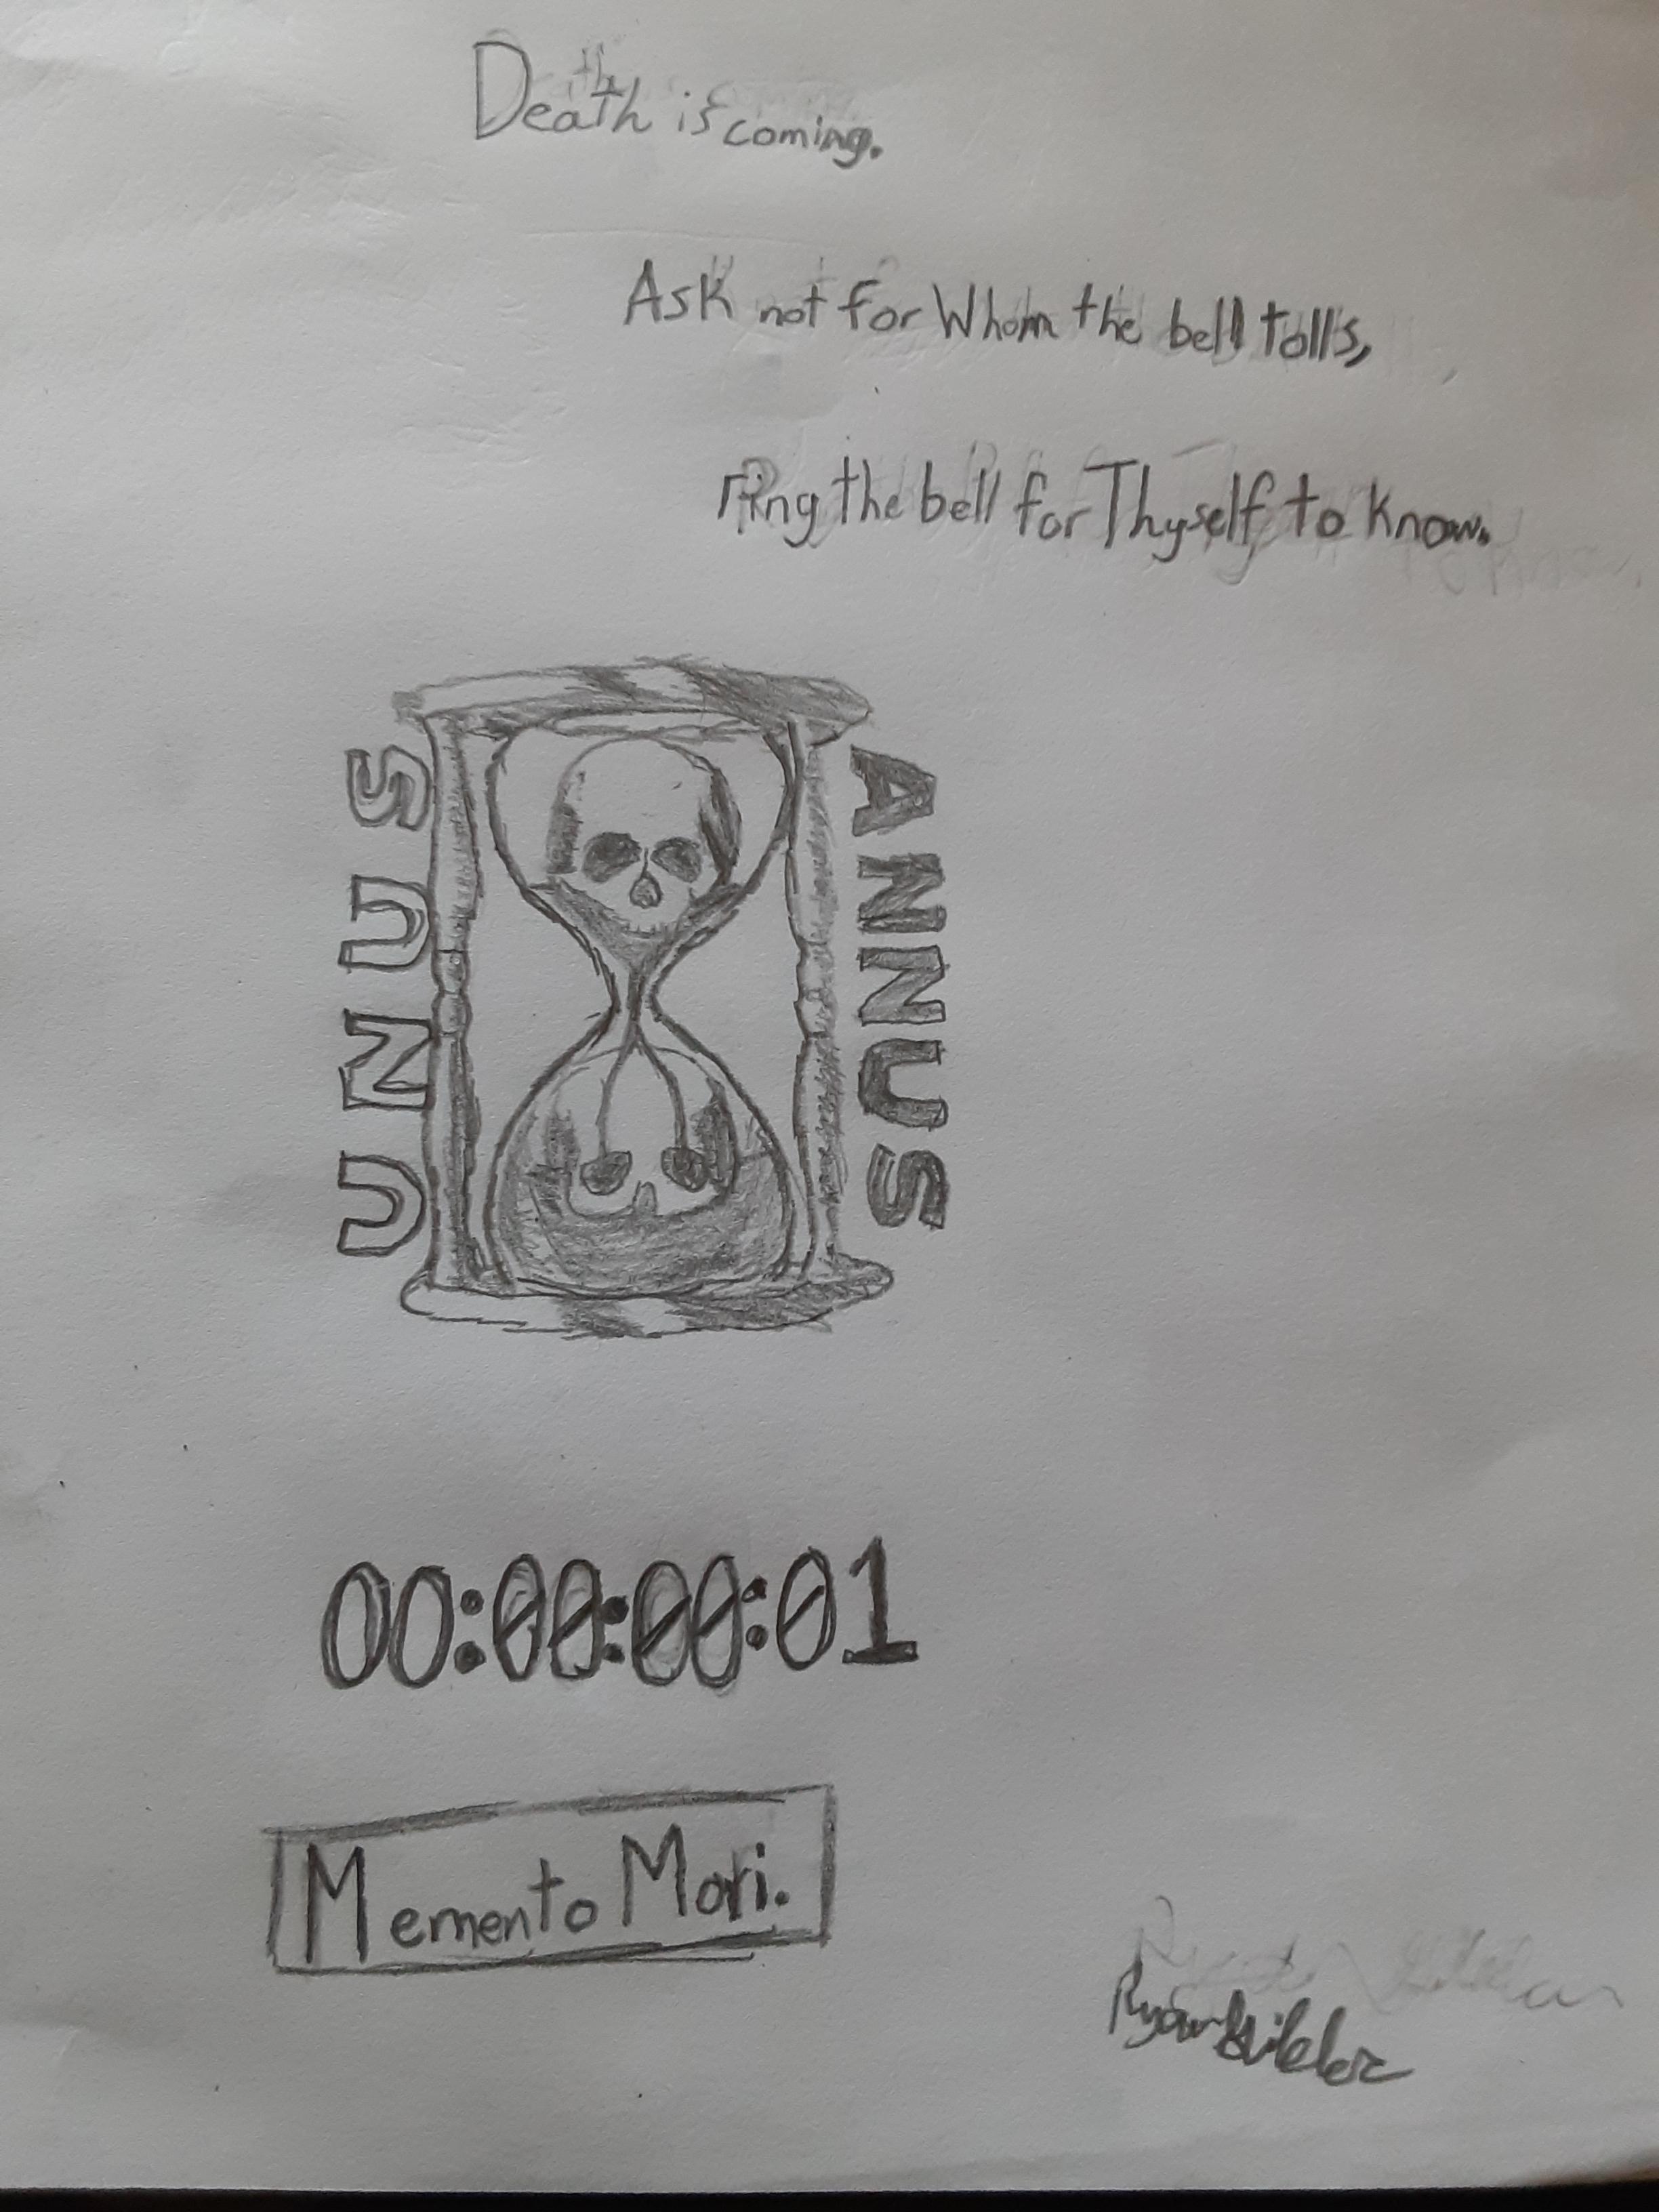 Death is coming.
Ask not for Whom the bell tolls,
ring the bell for Thyself to know.
UNUS
ANNUS
00:00:00:01
Memento Mori.
Ryan